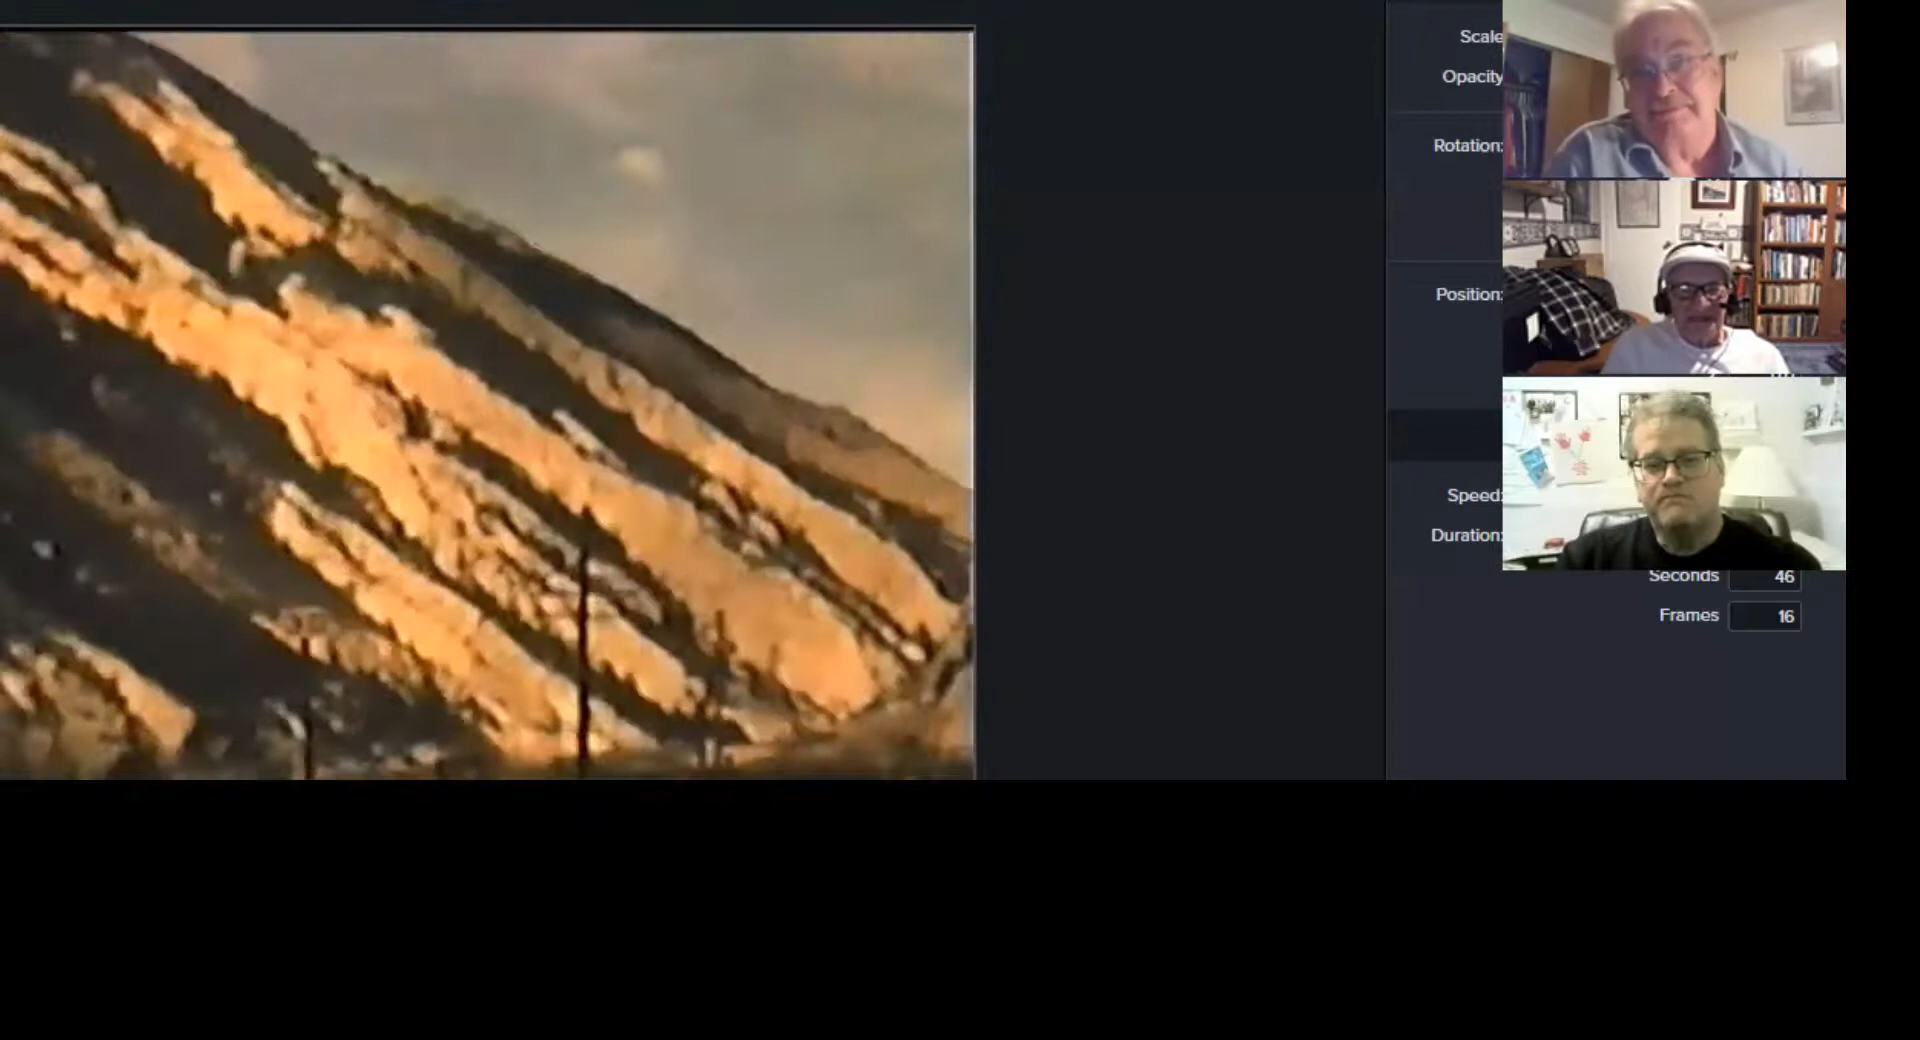 Scale
Opacity
Rotation:
Position:
Speed:
Duration:
Seconds 46
Frames 16